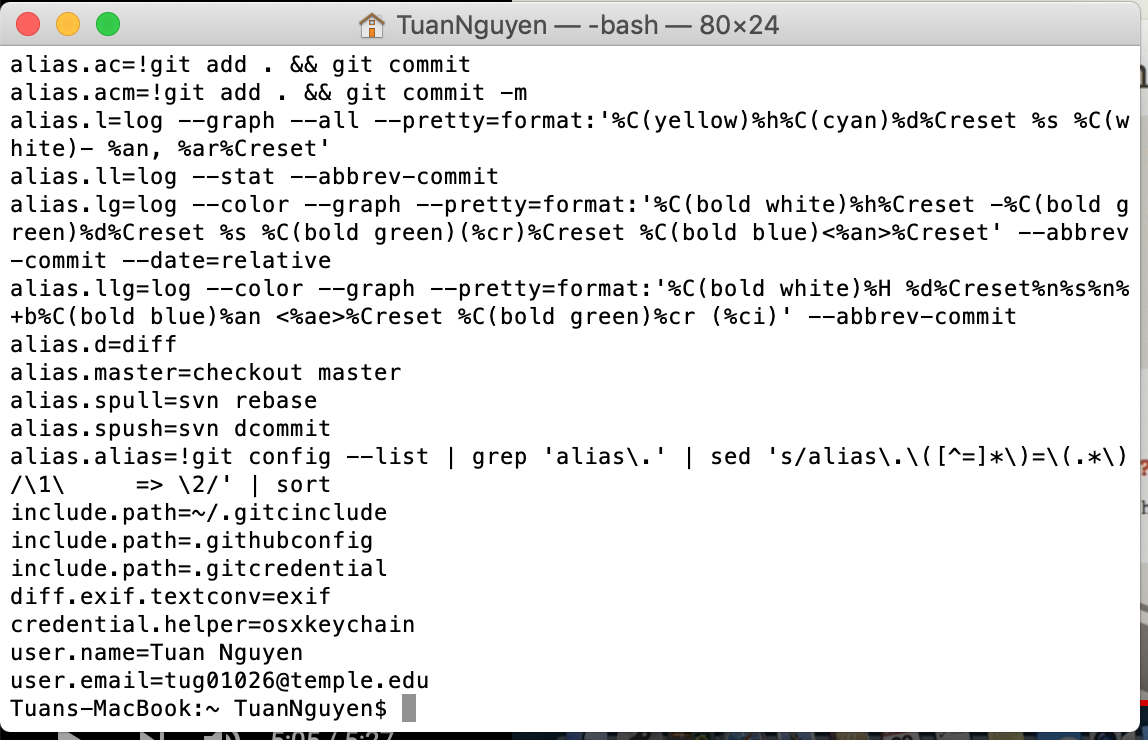 TuanNguyen — -bash — 80×24
alias.ac=!git add . && git commit
alias.acm=!git add . && git commit -m
alias.l=log --graph --all --pretty=format:'%C(yellow)%h%C(cyan)%d%Creset %s %C(w
hite)- %an, %ar%Creset'
alias.ll=log --stat --abbrev-commit
alias.lg=log --color --graph --pretty=format:'%C(bold white)%h%Creset -%C(bold g
reen)%d%Creset %s %C(bold green)(%cr)%Creset %C(bold blue)<%an>%Creset' --abbrev
-commit --date=relative
alias.llg=log --color --graph --pretty=format:'%C(bold white)%H %d%Creset%n%s%n%
+b%C(bold blue)%an <%ae>%Creset %C(bold green)%cr (%ci)' --abbrev-commit
alias.d=diff
alias.master=checkout master
alias.spull=svn rebase
alias.spush=svn dcommit
alias.alias=!git config --list | grep 'alias\.' | sed 's/alias\.\([^=]*\)=\(.*\)
/\1\     => \2/' | sort
include.path=~/.gitcinclude
include.path=.githubconfig
include.path=.gitcredential
diff.exif.textconv=exif
credential.helper=osxkeychain
user.name=Tuan Nguyen
user.email=tug01026@temple.edu
Tuans-MacBook:~ TuanNguyen$
5:05 / 5:27